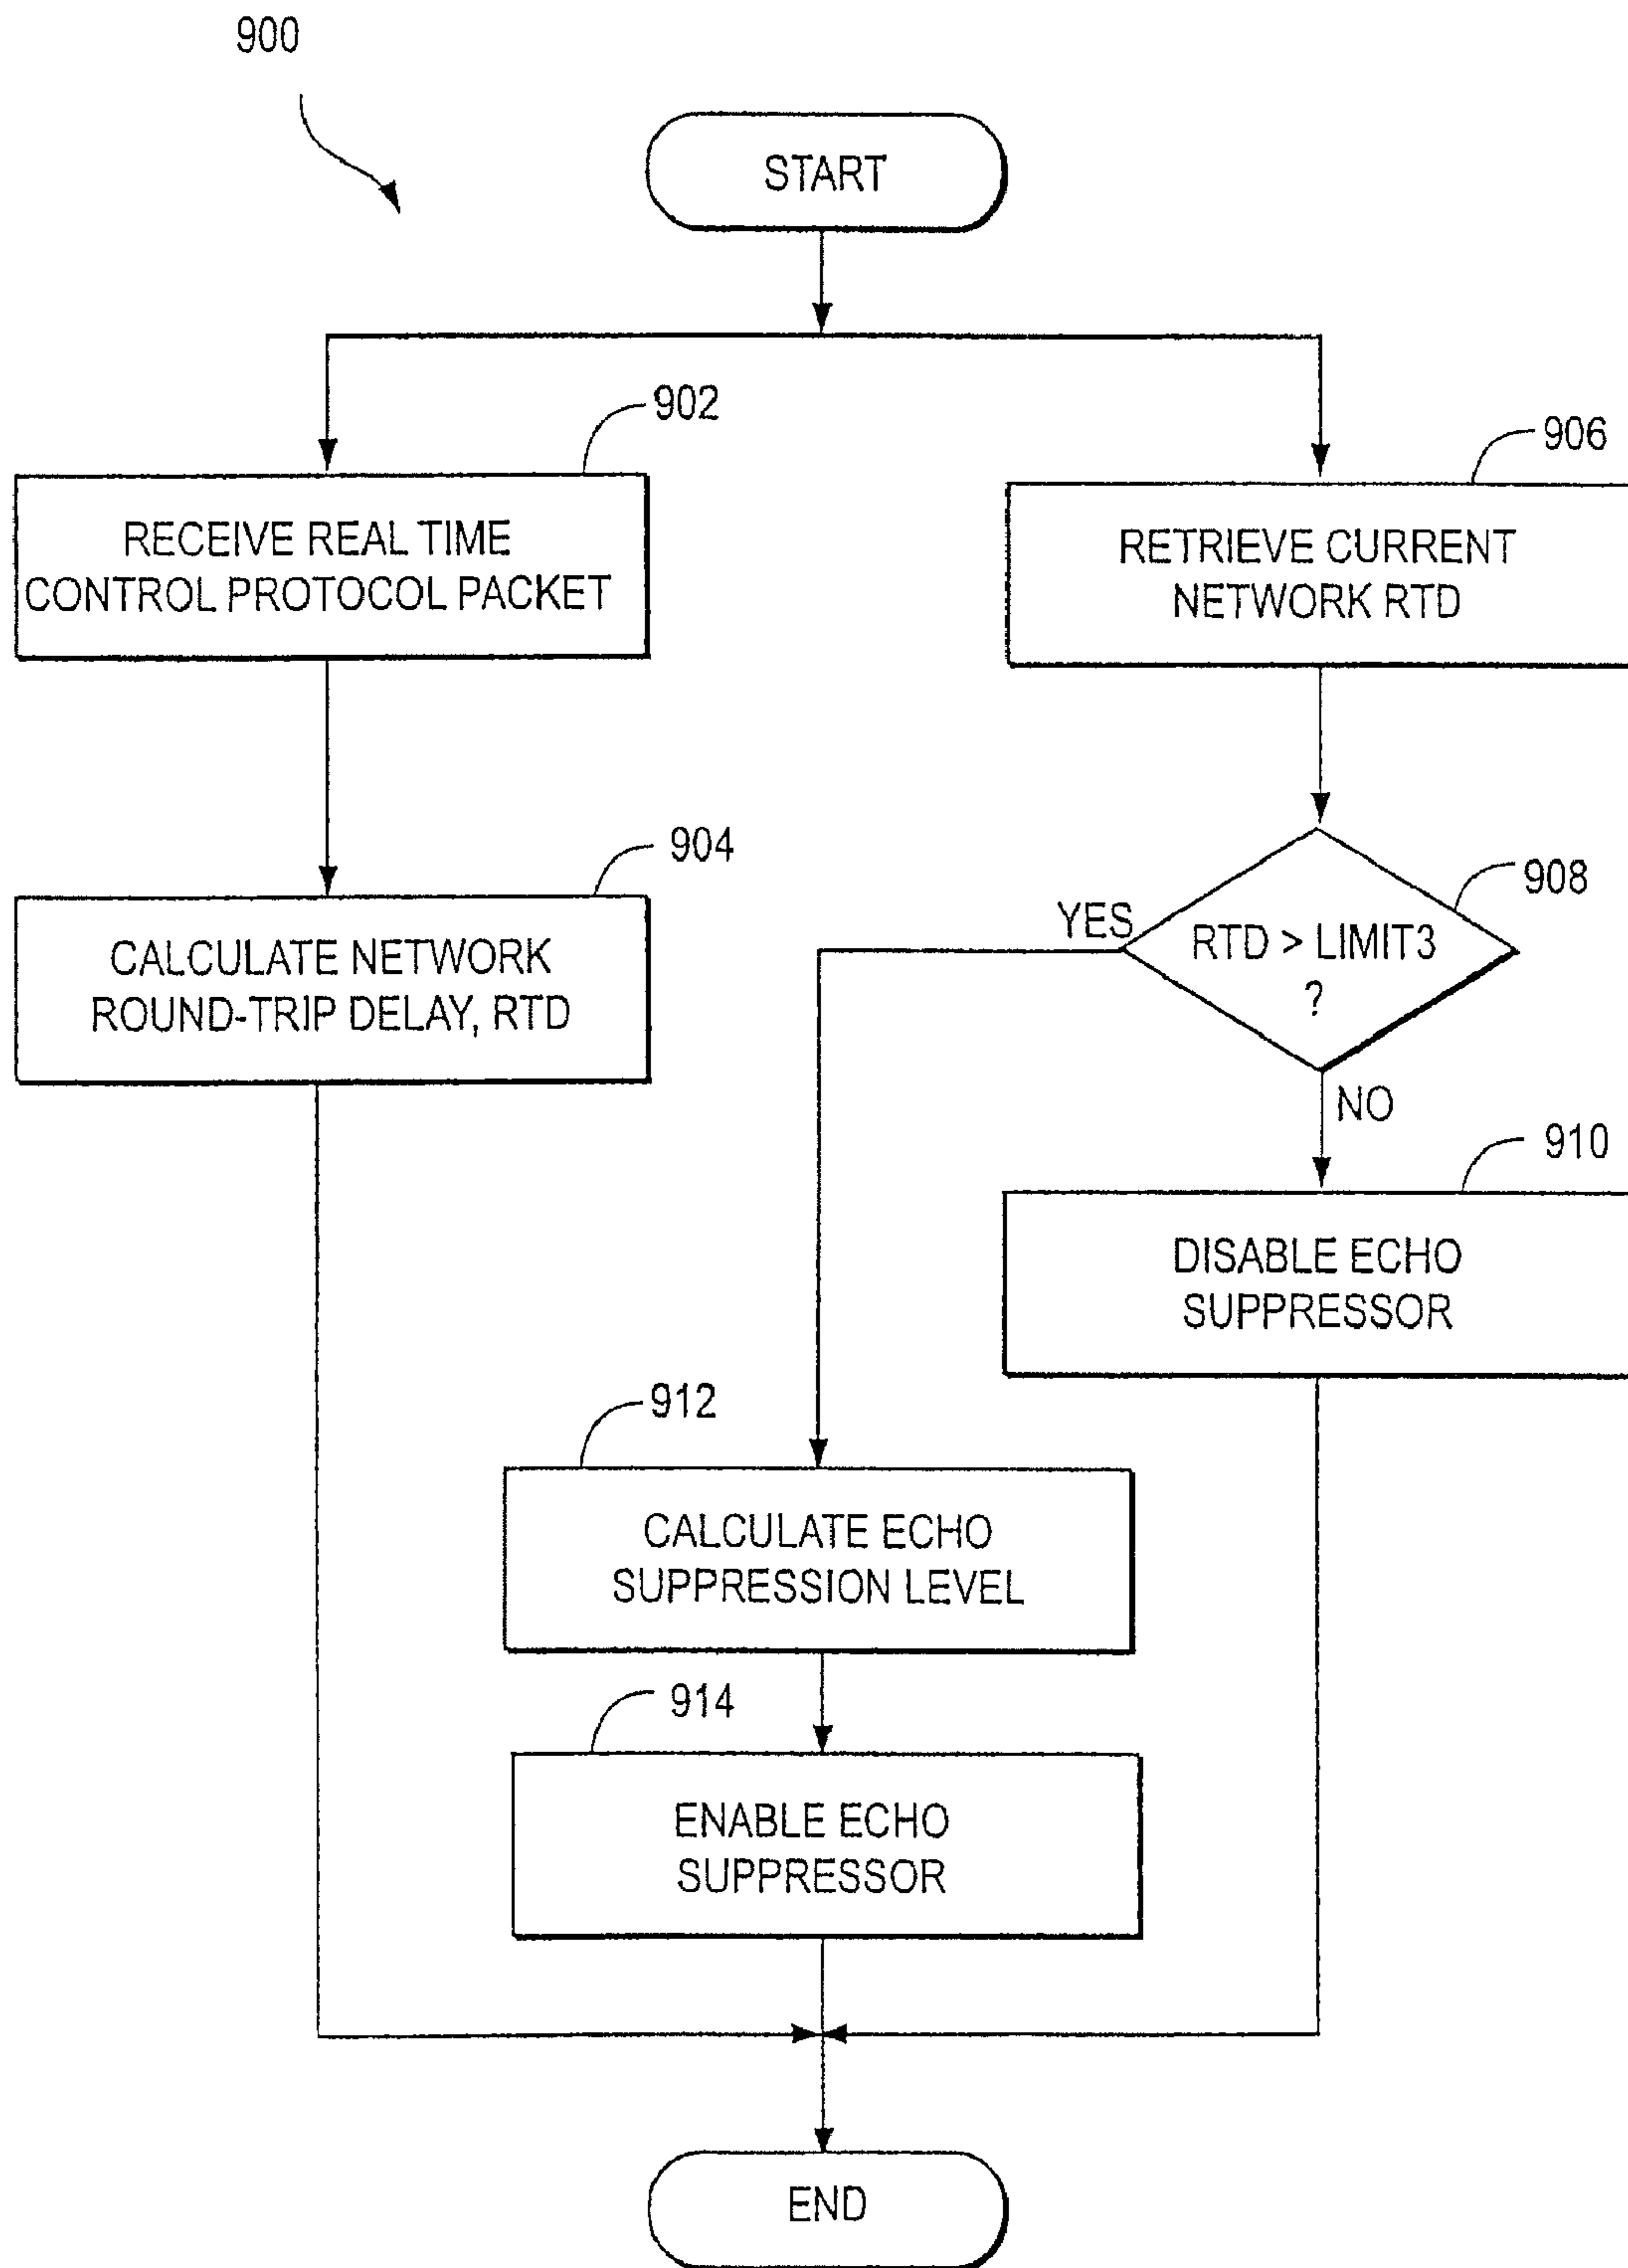 900
START
902
RECEIVE REAL TIME
CONTROL PROTOCOL PACKET
906
RETRIEVE CURRENT
NETWORK RTD
904
CALCULATE NETWORK
ROUND-TRIP DELAY, RTD
908
YES
RTD > LIMIT3
?
NO
910
DISABLE ECHO
SUPPRESSOR
912
CALCULATE ECHO
SUPPRESSION LEVEL
914
ENABLE ECHO
SUPPRESSOR
END